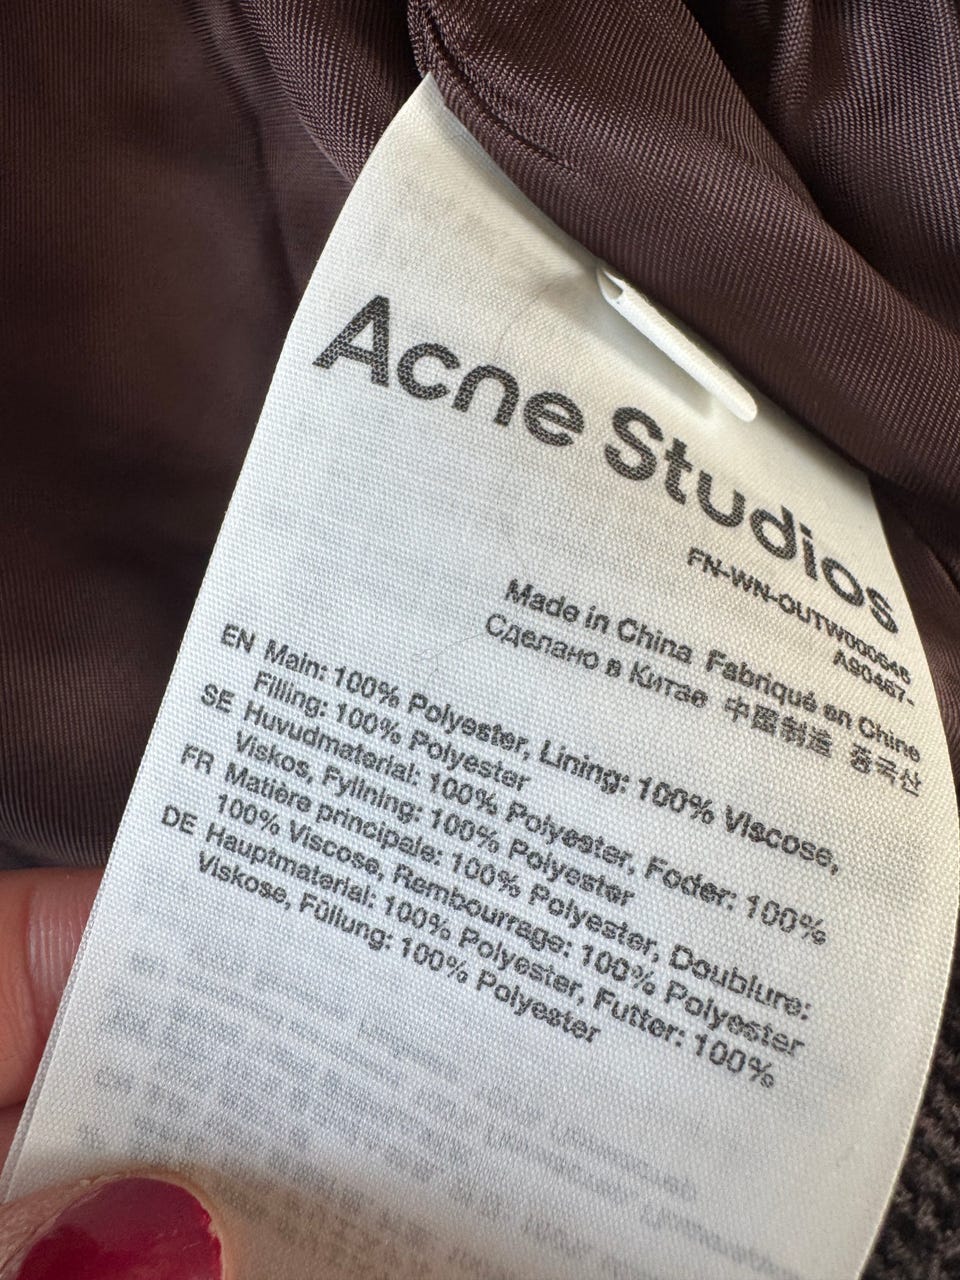 Acne Studios
FN-WN-OUTW000545
A90467-
Made in China Fabriqué en Chine
Сделано в Китае 中國制造 중국산
EN Main: 100% Polyester, Lining: 100% Viscose,
Filling: 100% Polyester
SE Huvudmaterial: 100% Polyester, Foder: 100%
Viskos, Fyllning: 100% Polyester
FR Matière principale: 100% Polyester, Doublure:
100% Viscose, Rembourrage: 100% Polyester
DE Hauptmaterial: 100% Polyester, Futter: 100%
Viskose, Füllung: 100% Polyester